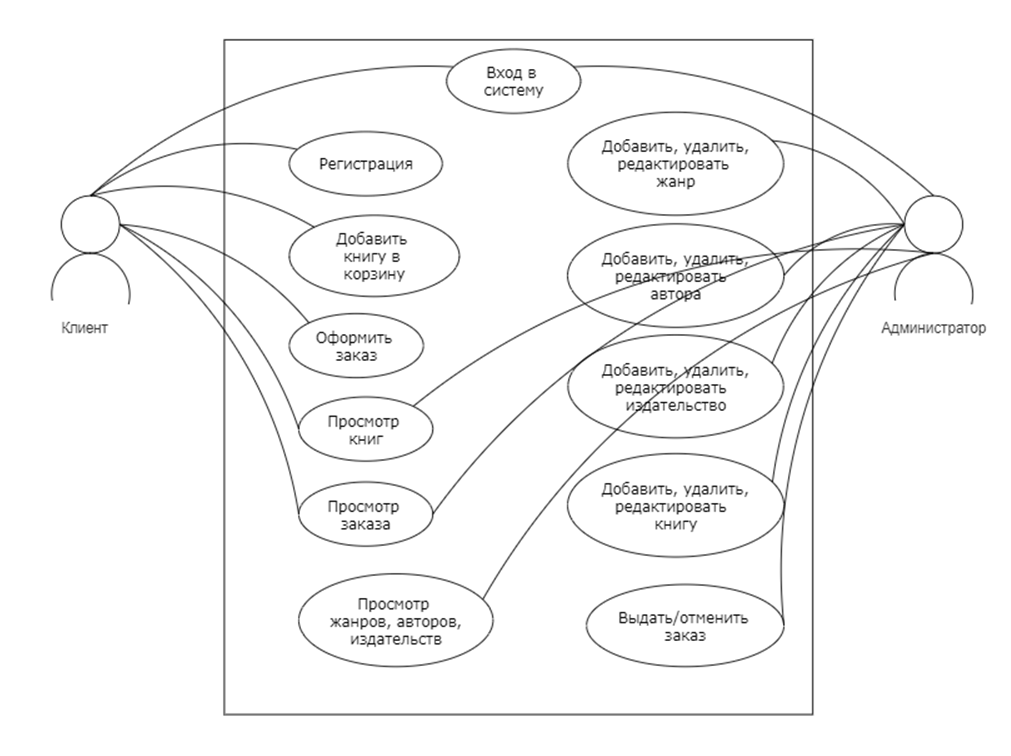 Вход в
систему
Регистрация
Добавить, удалить,
редактировать
жанр
Добавить
книгу в
корзину
Добавить, удалить,
редактировать
автора
Клиент
Администратор
Оформить
заказ
Добавить, удалить,
редактировать
издательство
Просмотр
книг
Добавить, удалить,
редактировать
книгу
Просмотр
заказа
Просмотр
жанров, авторов,
издательств
Выдать/отменить
заказ